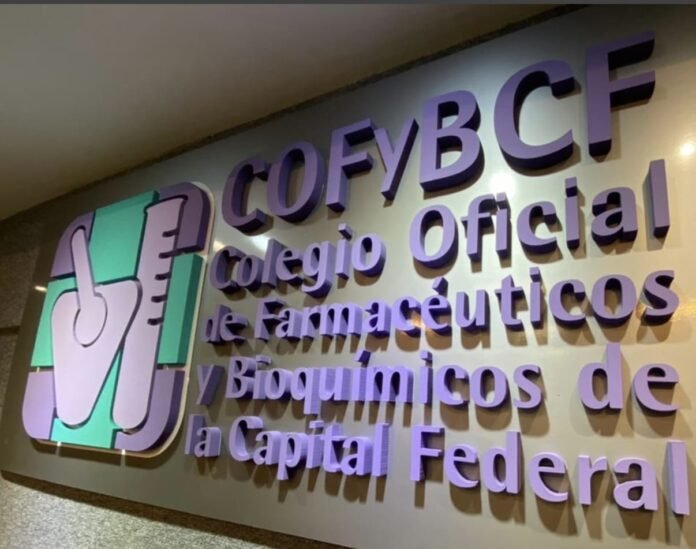 COFyBCF
Colegio Oficial
de Farmacéuticos
y Bioquímicos de
la Capital Federal